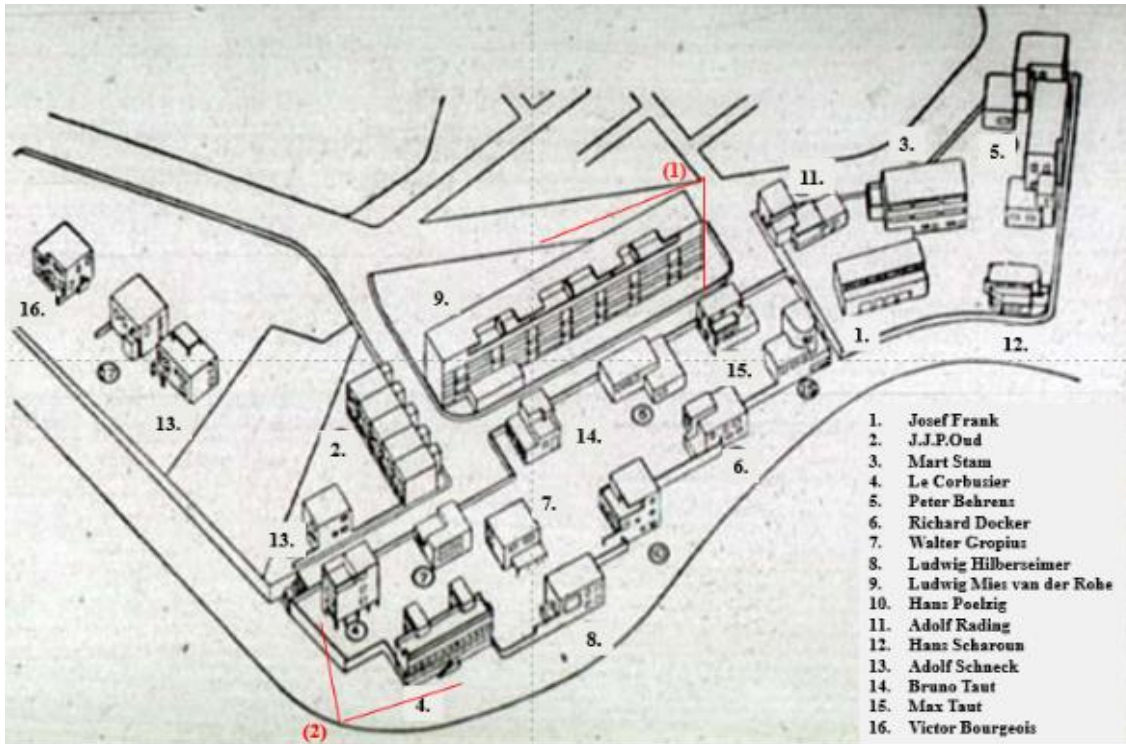 (1)
3.
5.
11.
9.
16.
1.
12.
15.
13.
14.
2.
6.
7.
13.
8.
4.
(2)
1. Josef Frank
2. J.J.P.Oud
3. Mart Stam
4. Le Corbusier
5. Peter Behrens
6. Richard Docker
7. Walter Gropius
8. Ludwig Hilberseimer
9. Ludwig Mies van der Rohe
10. Hans Poelzig
11. Adolf Rading
12. Hans Scharoun
13. Adolf Schneck
14. Bruno Taut
15. Max Taut
16. Victor Bourgeois